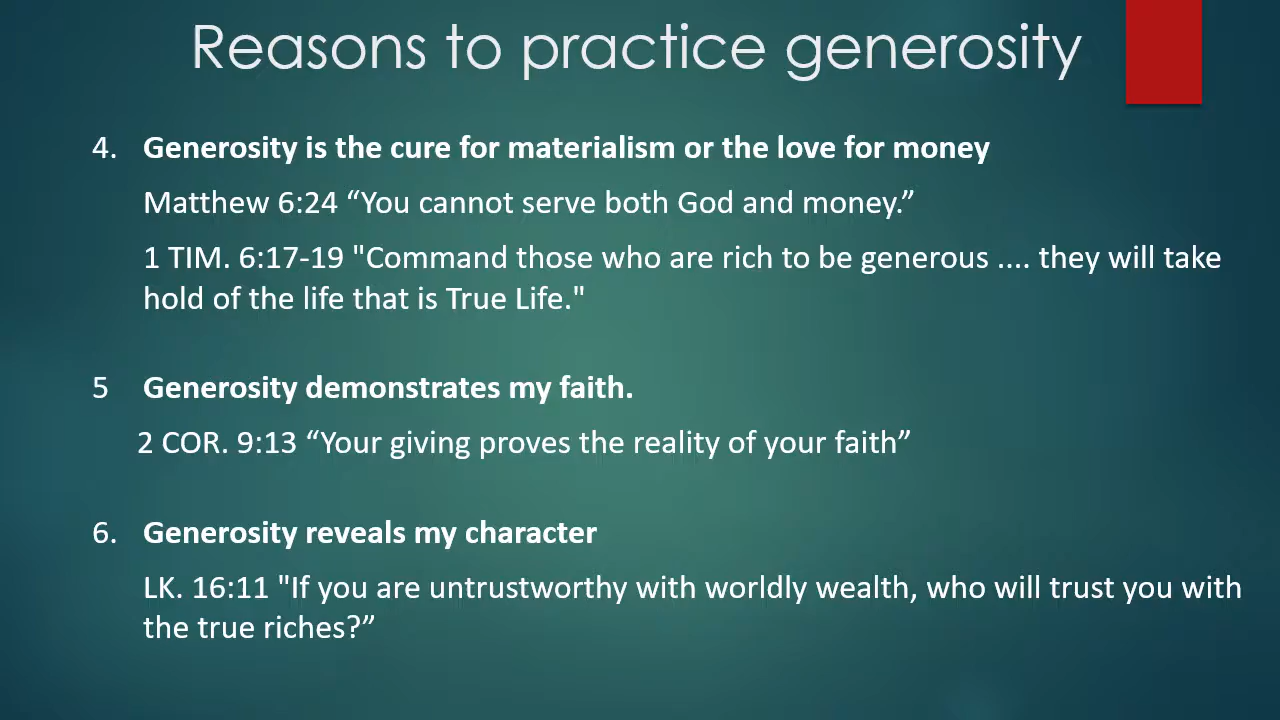 Reasons to practice generosity
4. Generosity is the cure for materialism or the love for money
Matthew 6:24 “You cannot serve both God and money.”
1 TIM. 6:17-19 "Command those who are rich to be generous .... they will take
hold of the life that is True Life."
5 Generosity demonstrates my faith.
2 COR. 9:13 “Your giving proves the reality of your faith”
6. Generosity reveals my character
LK. 16:11 "If you are untrustworthy with worldly wealth, who will trust you with
the true riches?”